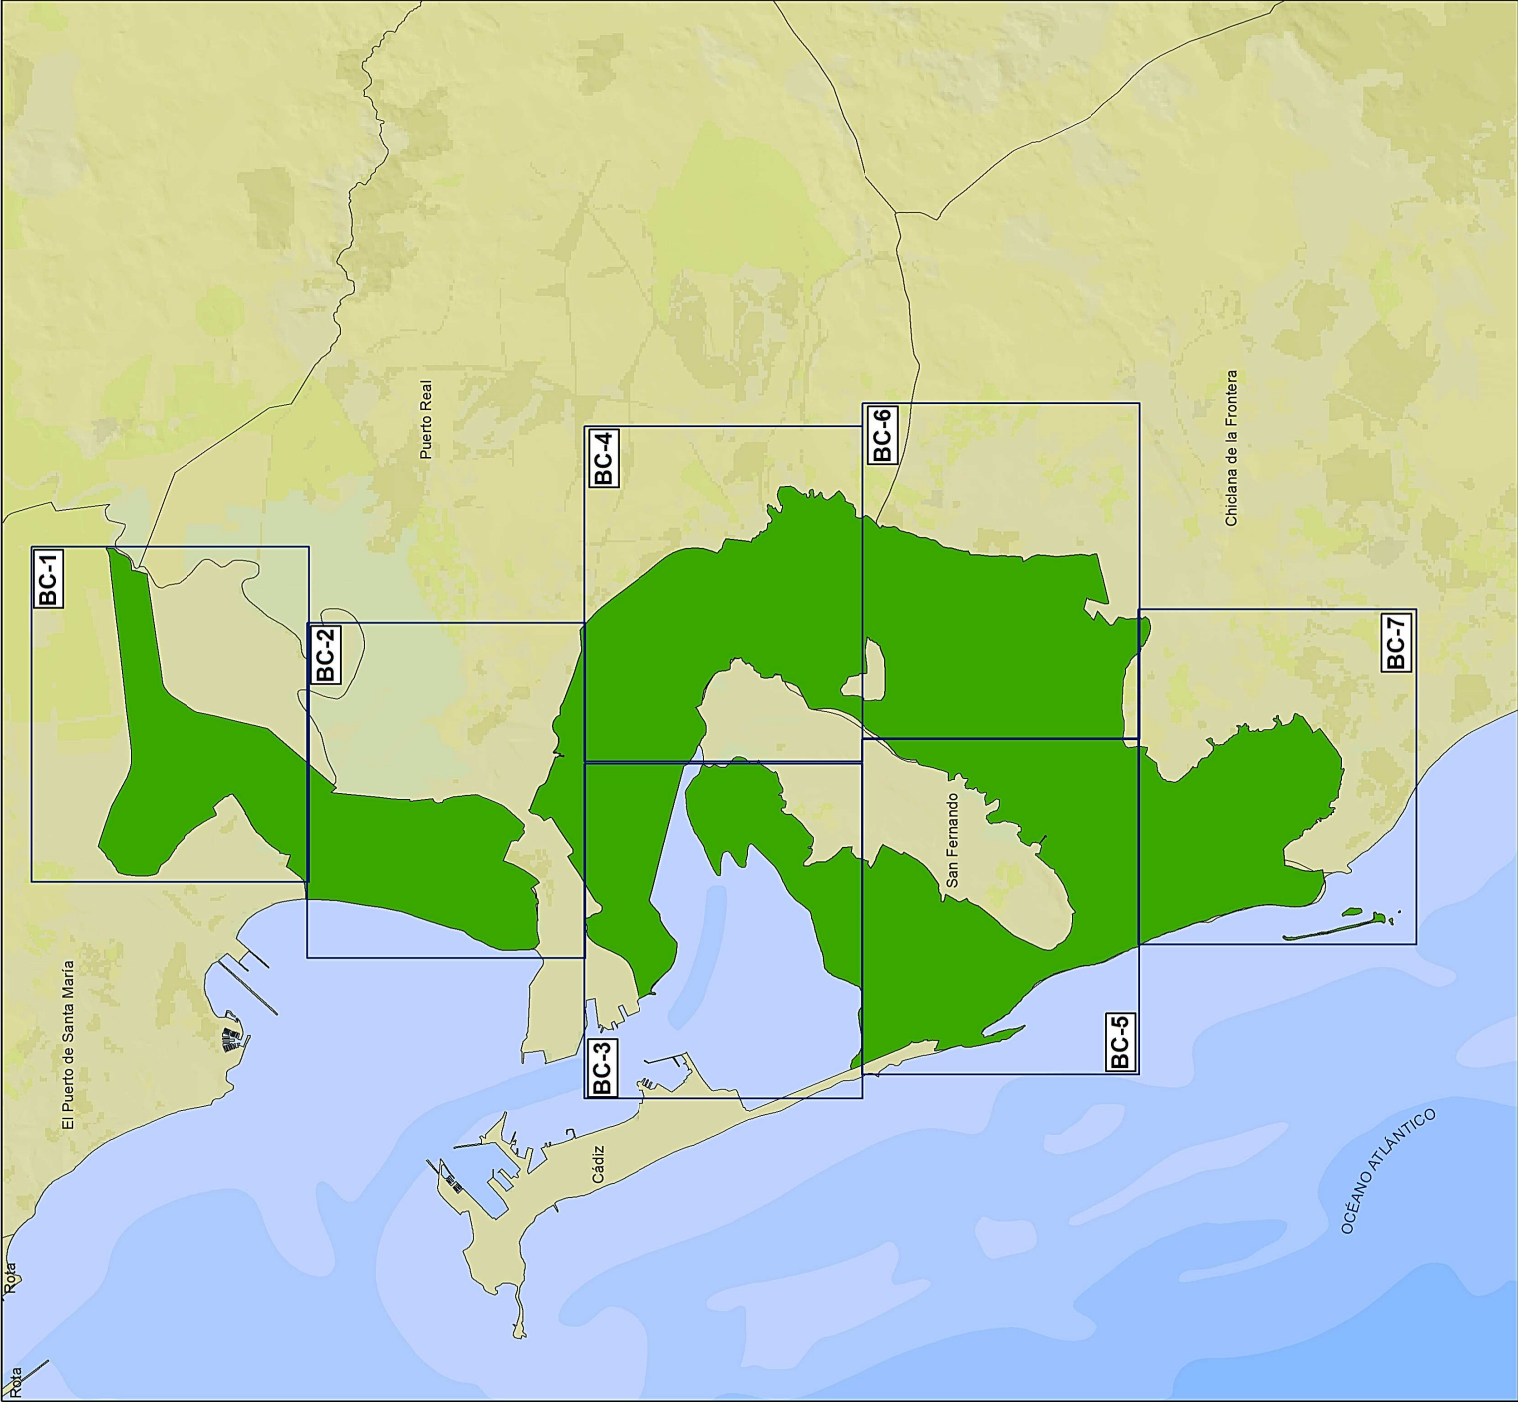 BC-1
BC-2
BC-4
BC-6
BC-7
BC-3
BC-5
Puerto Real
Chiclana de la Frontera
El Puerto de Santa María
San Fernando
Cádiz
Rota
Rota
OCÉANO ATLÁNTICO